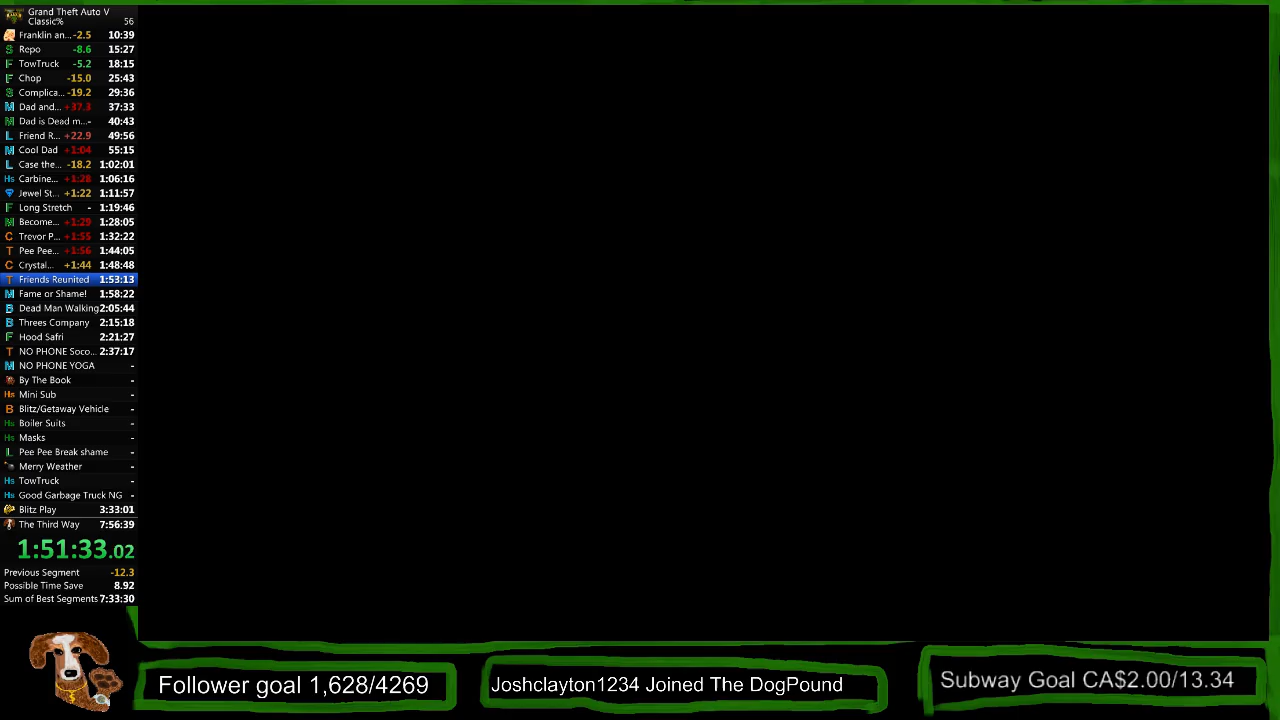 Grand Theft Auto V
Classic% 56
Franklin an... -2.5 10:39
Repo -8.6 15:27
TowTruck -5.2 18:15
Chop -15.0 25:43
Complica... -19.2 29:36
Dad and... +37.3 37:33
Dad is Dead m... - 40:43
Friend R... +22.9 49:56
Cool Dad +1:04 55:15
Case the... -18.2 1:02:01
Carbine... +1:28 1:06:16
Jewel St... +1:22 1:11:57
Long Stretch - 1:19:46
Become... +1:29 1:28:05
Trevor P... +1:55 1:32:22
Pee Pee... +1:56 1:44:05
Crystal... +1:44 1:48:48
Friends Reunited 1:53:13
Fame or Shame! 1:58:22
Dead Man Walking 2:05:44
Threes Company 2:15:18
Hood Safri 2:21:27
NO PHONE Soco... 2:37:17
NO PHONE YOGA -
By The Book -
Mini Sub -
Blitz/Getaway Vehicle -
Boiler Suits -
Masks -
Pee Pee Break shame -
Merry Weather -
TowTruck -
Good Garbage Truck NG -
Blitz Play 3:33:01
The Third Way 7:56:39
1:51:33.02
Previous Segment -12.3
Possible Time Save 8.92
Sum of Best Segments 7:33:30
Follower goal 1,628/4269
Joshclayton1234 Joined The DogPound
Subway Goal CA$2.00/13.34